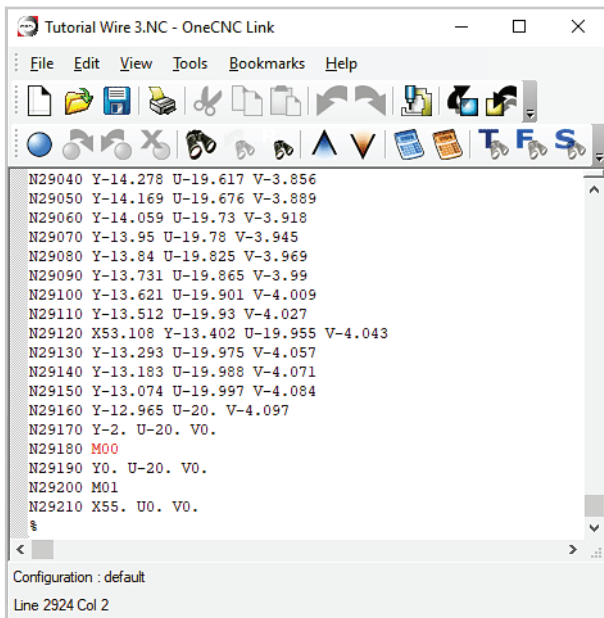 Tutorial Wire 3.NC - OneCNC Link
File Edit View Tools Bookmarks Help
T F S
N29040 Y-14.278 U-19.617 V-3.856
N29050 Y-14.169 U-19.676 V-3.889
N29060 Y-14.059 U-19.73 V-3.918
N29070 Y-13.95 U-19.78 V-3.945
N29080 Y-13.84 U-19.825 V-3.969
N29090 Y-13.731 U-19.865 V-3.99
N29100 Y-13.621 U-19.901 V-4.009
N29110 Y-13.512 U-19.93 V-4.027
N29120 X53.108 Y-13.402 U-19.955 V-4.043
N29130 Y-13.293 U-19.975 V-4.057
N29140 Y-13.183 U-19.988 V-4.071
N29150 Y-13.074 U-19.997 V-4.084
N29160 Y-12.965 U-20. V-4.097
N29170 Y-2. U-20. V0.
N29180 M00
N29190 Y0. U-20. V0.
N29200 M01
N29210 X55. U0. V0.
%
Configuration : default
Line 2924 Col 2